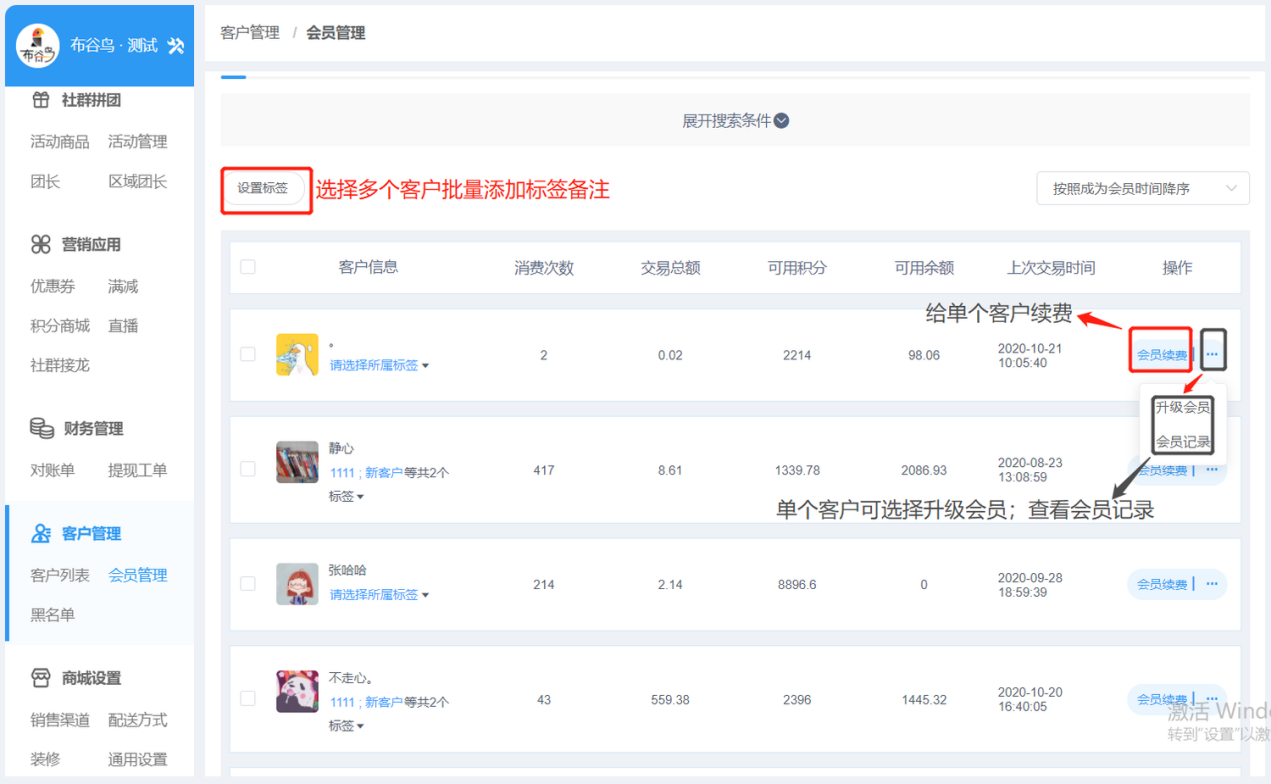 布谷鸟
布谷鸟 · 测试
社群拼团
活动商品 活动管理
团长 区域团长
营销应用
优惠券 满减
积分商城 直播
社群接龙
财务管理
对账单 提现工单
客户管理
客户列表 会员管理
黑名单
商城设置
销售渠道 配送方式
装修 通用设置
客户管理 / 会员管理
展开搜索条件
设置标签 选择多个客户批量添加标签备注
按照成为会员时间降序
客户信息 消费次数 交易总额 可用积分 可用余额 上次交易时间 操作
给单个客户续费
。
请选择所属标签
2 0.02 2214 98.06
2020-10-21
10:05:40
会员续费 | ···
升级会员
会员记录
静心
1111 ; 新客户等共2个
标签
417 8.61 1339.78 2086.93
2020-08-23
13:08:59
会员续费 | ···
单个客户可选择升级会员；查看会员记录
张哈哈
请选择所属标签
214 2.14 8896.6 0
2020-09-28
18:59:39
会员续费 | ···
不走心。
1111 ; 新客户等共2个
标签
43 559.38 2396 1445.32
2020-10-20
16:40:05
会员续费 | ···
激活 Wind
转到"设置"以激